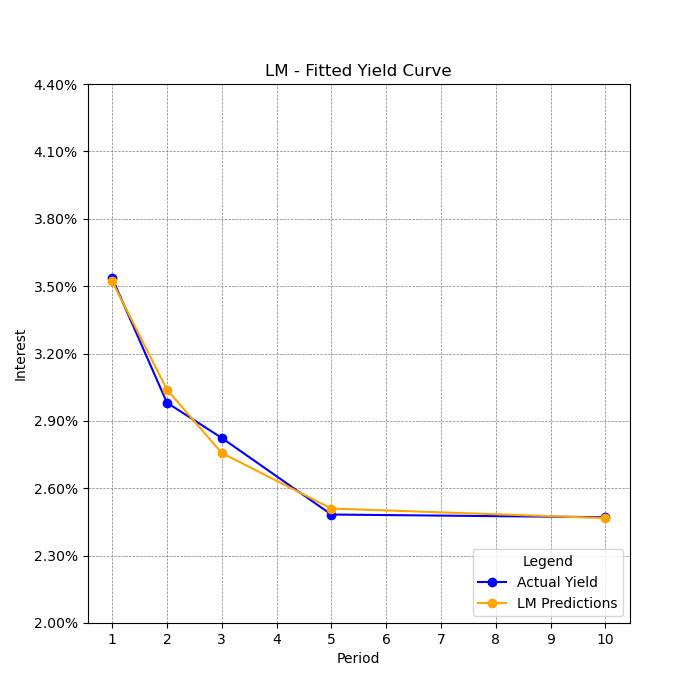 LM - Fitted Yield Curve
4.40%
4.10%
3.80%
3.50%
3.20%
2.90%
2.60%
2.30%
2.00%
Interest
Legend
Actual Yield
LM Predictions
1 2 3 4 5 6 7 8 9 10
Period